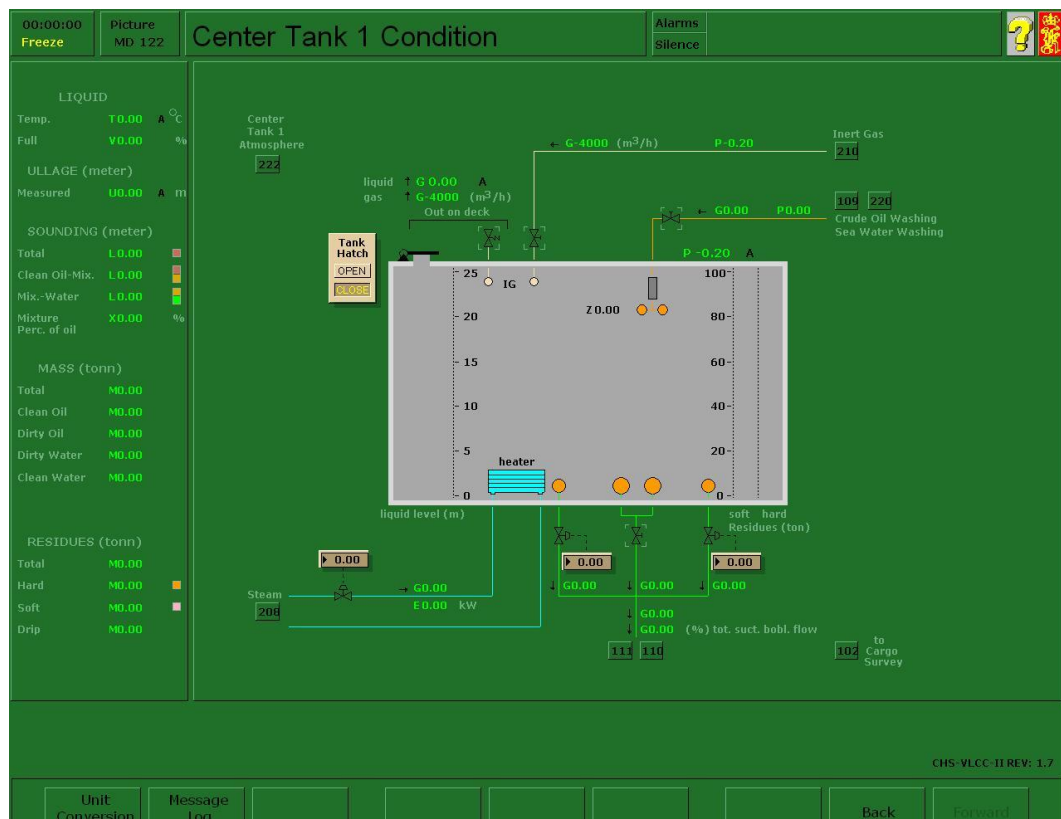 00:00:00
Freeze
Picture
MD 122
Center Tank 1 Condition
Alarms
Silence
?
LIQUID
Temp. T0.00 A °C
Full V0.00 %
ULLAGE (meter)
Measured U0.00 A m
SOUNDING (meter)
Total L0.00
Clean Oil-Mix. L0.00
Mix.-Water L0.00
Mixture X0.00 %
Perc. of oil
MASS (tonn)
Total M0.00
Clean Oil M0.00
Dirty Oil M0.00
Dirty Water M0.00
Clean Water M0.00
RESIDUES (tonn)
Total M0.00
Hard M0.00
Soft M0.00
Drip M0.00
Center
Tank 1
Atmosphere
222
← G-4000 (m3/h) P-0.20
Inert Gas
210
liquid ↑ G 0.00 A
gas ↑ G-4000 (m3/h)
Out on deck
← G0.00 P0.00
109 220
Crude Oil Washing
Sea Water Washing
Tank
Hatch
OPEN
CLOSE
P -0.20 A
25
20
15
10
5
0
IG
Z 0.00
100
80
60
40
20
0
heater
liquid level (m)
soft hard
Residues (ton)
0.00
0.00
0.00
Steam
206
→ G0.00
E0.00 kW
↓ G0.00 ↓ G0.00 ↓ G0.00
↓ G0.00
↓ G0.00 (%) tot. suct. bobl. flow
111 110
102
to
Cargo
Survey
CHS-VLCC-II REV: 1.7
Unit
Conversion
Message
Log
Back
Forward